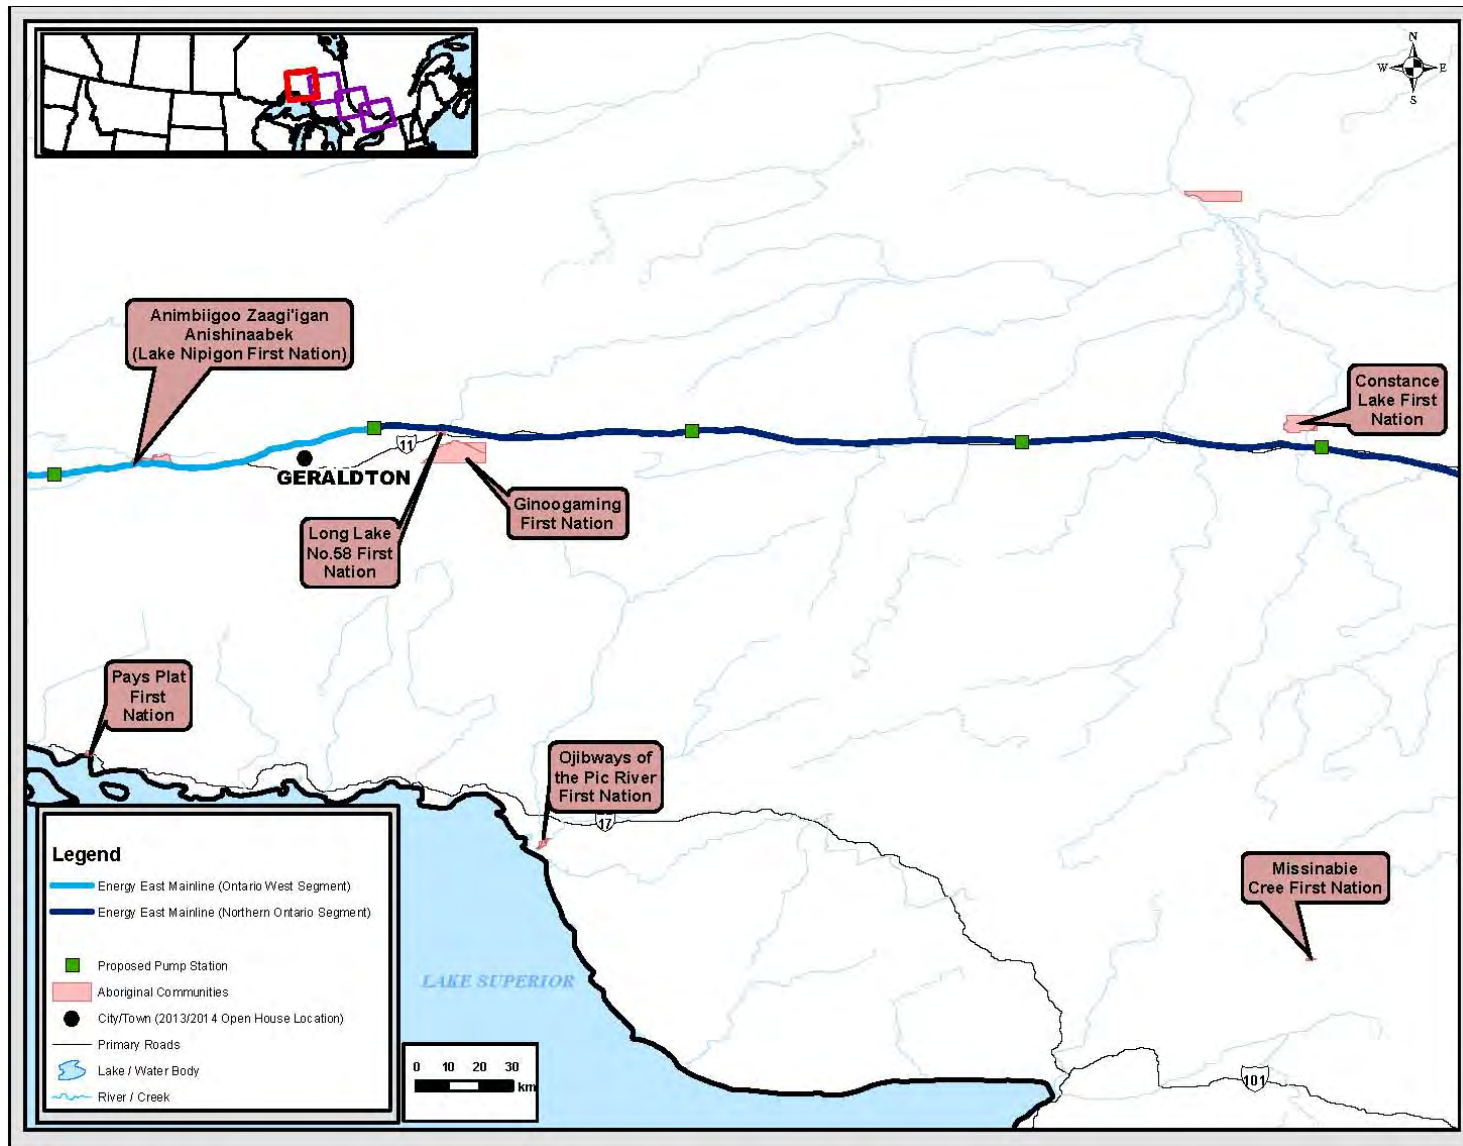 N
W E
S
Animbiigoo Zaagi'igan
Anishinaabek
(Lake Nipigon First Nation)
Constance
Lake First
Nation
11
GERALDTON
Ginoogaming
First Nation
Long Lake
No.58 First
Nation
Pays Plat
First
Nation
Ojibways of
the Pic River
First Nation
17
Missinabie
Cree First Nation
LAKE SUPERIOR
101
Legend
Energy East Mainline (Ontario West Segment)
Energy East Mainline (Northern Ontario Segment)
Proposed Pump Station
Aboriginal Communities
City/Town (2013/2014 Open House Location)
Primary Roads
Lake / Water Body
River / Creek
0 10 20 30
km